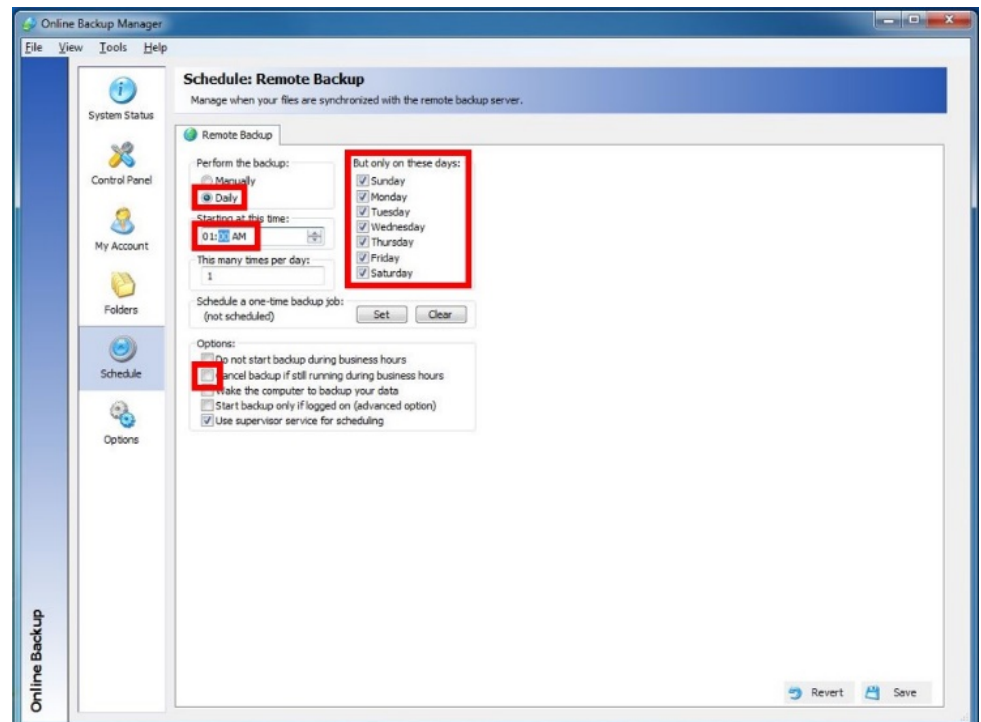 Online Backup Manager
File View Tools Help
System Status
Control Panel
My Account
Folders
Schedule
Options
Online Backup
Schedule: Remote Backup
Manage when your files are synchronized with the remote backup server.
Remote Backup
Perform the backup:
Manually
Daily
Starting at this time:
01:00 AM
This many times per day:
1
But only on these days:
Sunday
Monday
Tuesday
Wednesday
Thursday
Friday
Saturday
Schedule a one-time backup job:
(not scheduled)
Set Clear
Options:
Do not start backup during business hours
Cancel backup if still running during business hours
Wake the computer to backup your data
Start backup only if logged on (advanced option)
Use supervisor service for scheduling
Revert Save